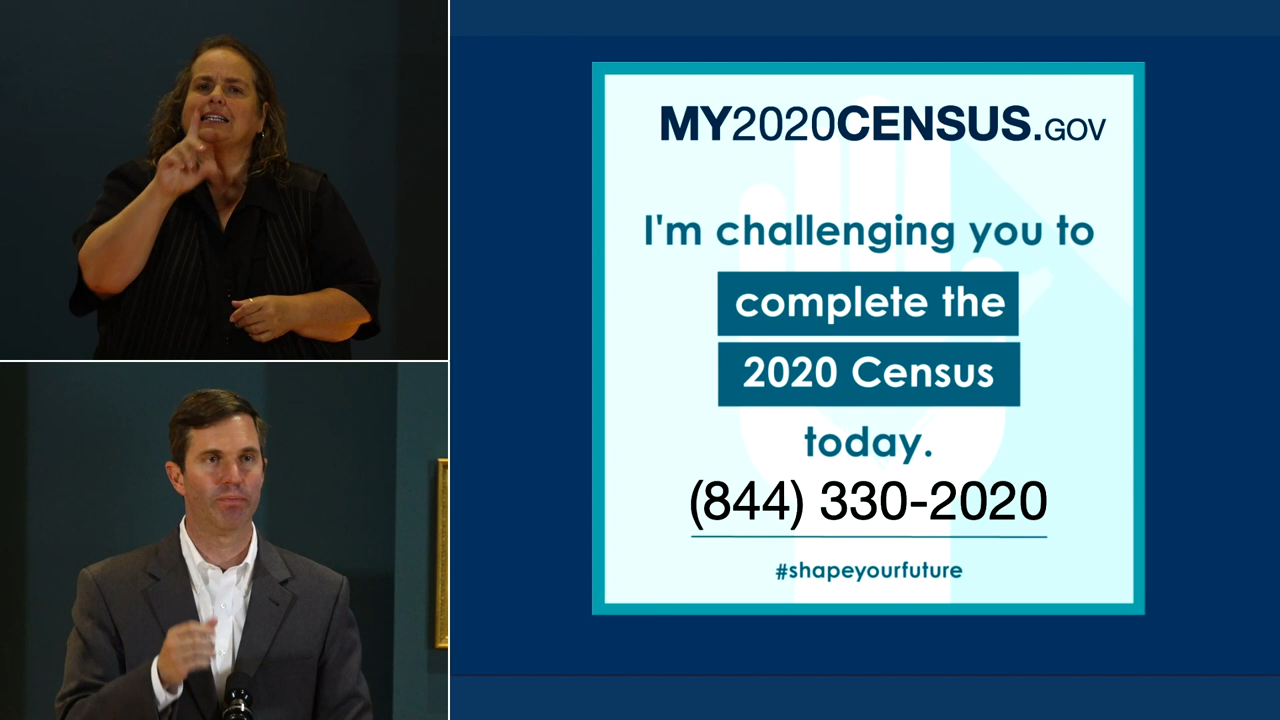 MY2020CENSUS.GOV
I'm challenging you to
complete the
2020 Census
today.
(844) 330-2020
#shapeyourfuture